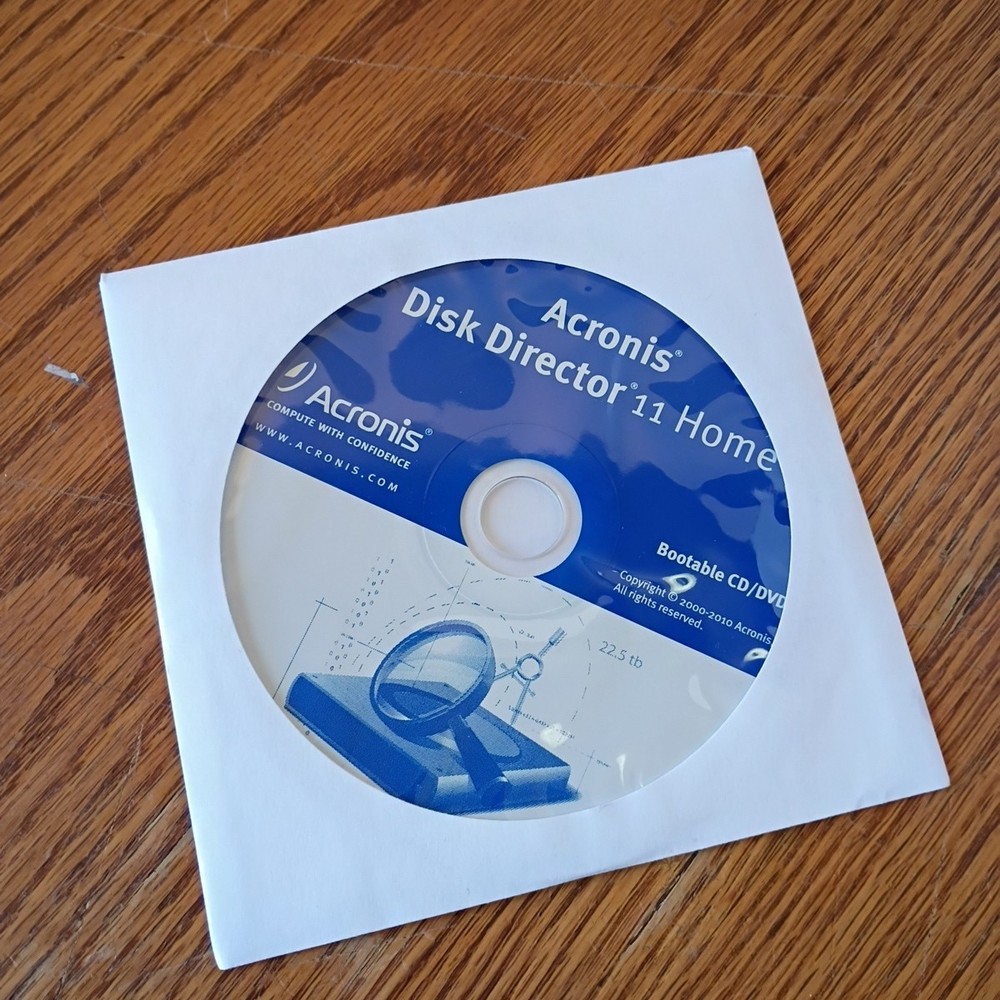 Acronis®
Disk Director® 11 Home
Acronis®
COMPUTE WITH CONFIDENCE
WWW.ACRONIS.COM
Bootable CD/DVD
Copyright © 2000-2010 Acronis
All rights reserved.
22.5 tb